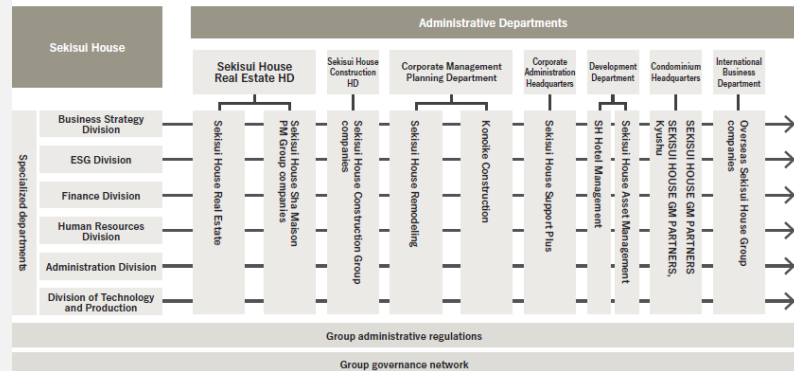 Sekisui House
Administrative Departments
Sekisui House
Real Estate HD
Sekisui House
Construction
HD
Corporate Management
Planning Department
Corporate
Administration
Headquarters
Development
Department
Condominium
Headquarters
International
Business
Department
Specialized departments
Business Strategy
Division
ESG Division
Finance Division
Human Resources
Division
Administration Division
Division of Technology
and Production
Sekisui House Real Estate
Sekisui House Sha Maison
PM Group companies
Sekisui House Construction Group
companies
Sekisui House Remodeling
Konoike Construction
Sekisui House Support Plus
SH Hotel Management
Sekisui House Asset Management
SEKISUI HOUSE GM PARTNERS
SEKISUI HOUSE GM PARTNERS,
Kyushu
Overseas Sekisui House Group
companies
Group administrative regulations
Group governance network